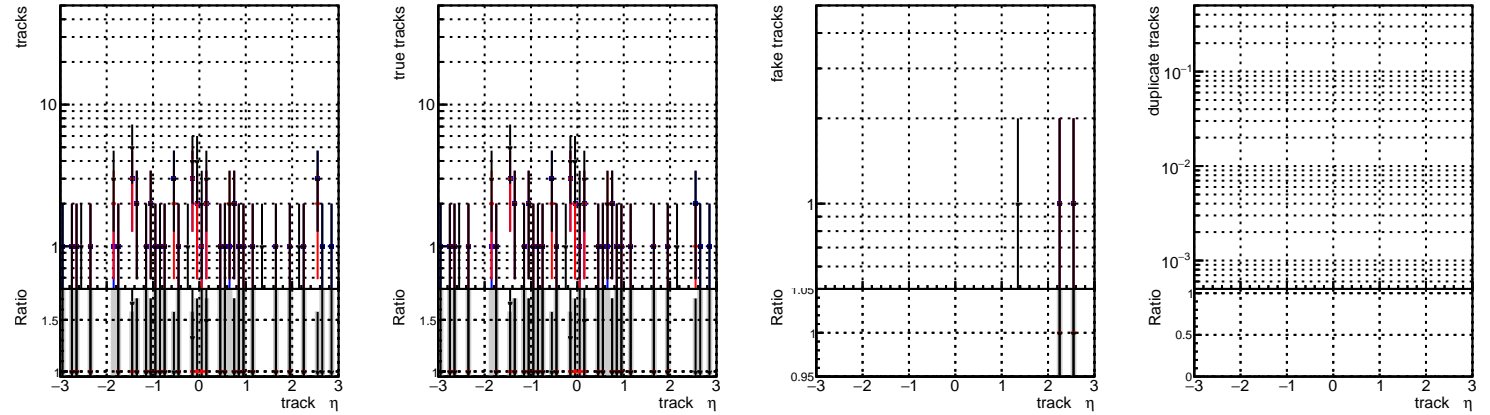 tracks
10
1
Ratio
1.5
1
−3 −2 −1 0 1 2 3
track η
true tracks
10
1
Ratio
1.5
1
−3 −2 −1 0 1 2 3
track η
fake tracks
1
Ratio
1.05
1
0.95
−3 −2 −1 0 1 2 3
track η
duplicate tracks
10⁻¹
10⁻²
10⁻³
Ratio
1
0.5
0
−3 −2 −1 0 1 2 3
track η